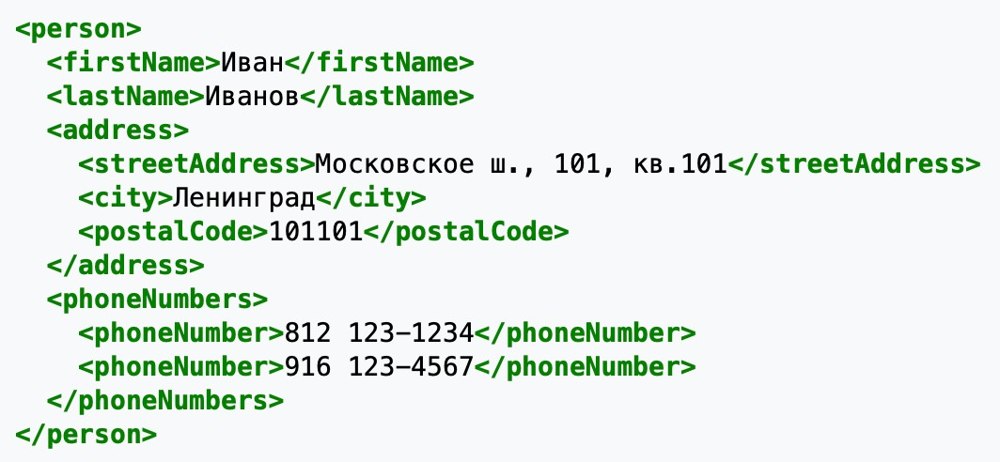 <person>
  <firstName>Иван</firstName>
  <lastName>Иванов</lastName>
  <address>
    <streetAddress>Московское ш., 101, кв.101</streetAddress>
    <city>Ленинград</city>
    <postalCode>101101</postalCode>
  </address>
  <phoneNumbers>
    <phoneNumber>812 123-1234</phoneNumber>
    <phoneNumber>916 123-4567</phoneNumber>
  </phoneNumbers>
</person>